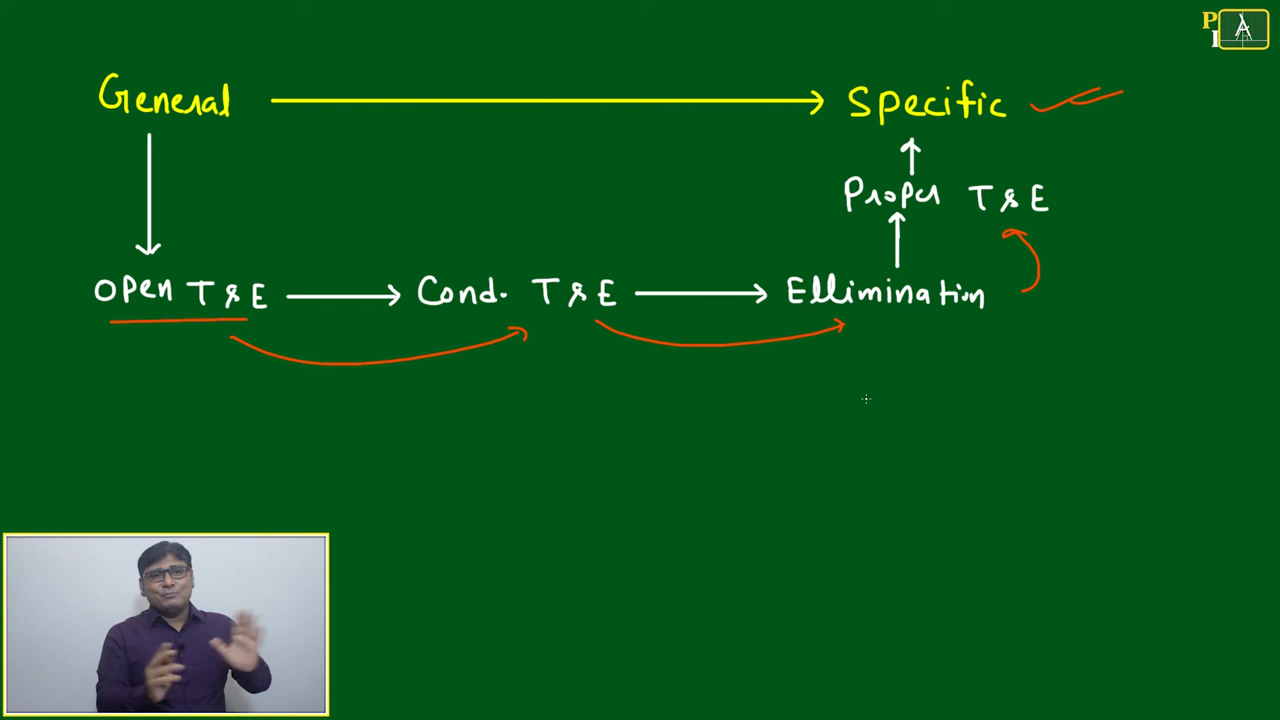 P
I
General Specific
Proper T & E
Open T & E Cond. T & E Ellimination